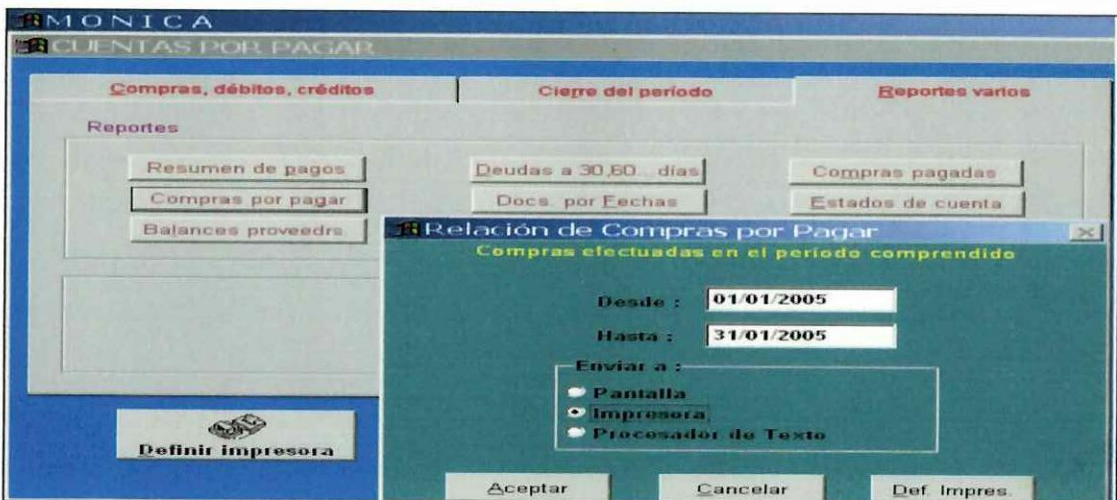 MONICA
CUENTAS POR PAGAR
Compras, débitos, créditos
Cierre del período
Reportes varios
Reportes
Resumen de pagos
Deudas a 30,60... días
Compras pagadas
Compras por pagar
Docs. por Fechas
Estados de cuenta
Balances proveedrs
Relación de Compras por Pagar
Compras efectuadas en el período comprendido
Desde : 01/01/2005
Hasta : 31/01/2005
Enviar a :
Pantalla
Impresora
Procesador de Texto
Definir impresora
Aceptar
Cancelar
Def. Impres.